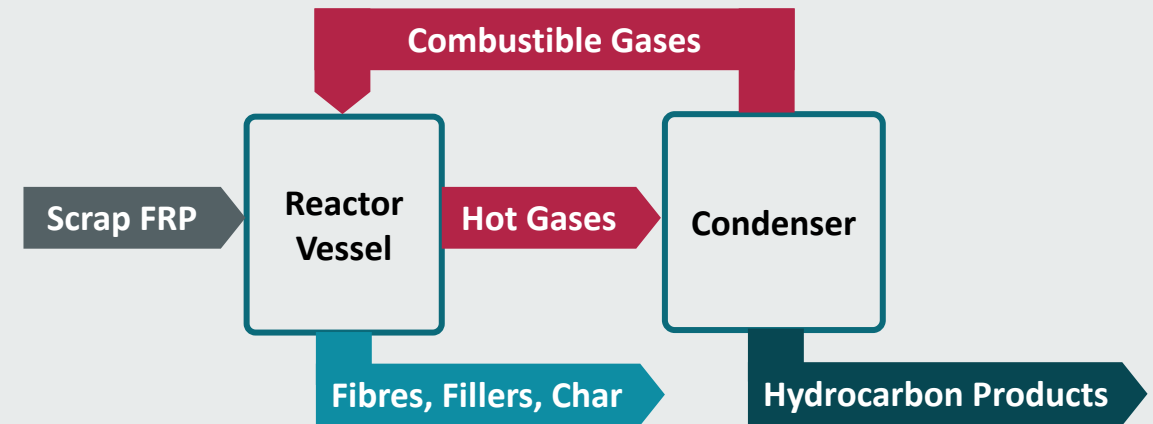 Combustible Gases
Scrap FRP
Reactor
Vessel
Hot Gases
Condenser
Fibres, Fillers, Char
Hydrocarbon Products